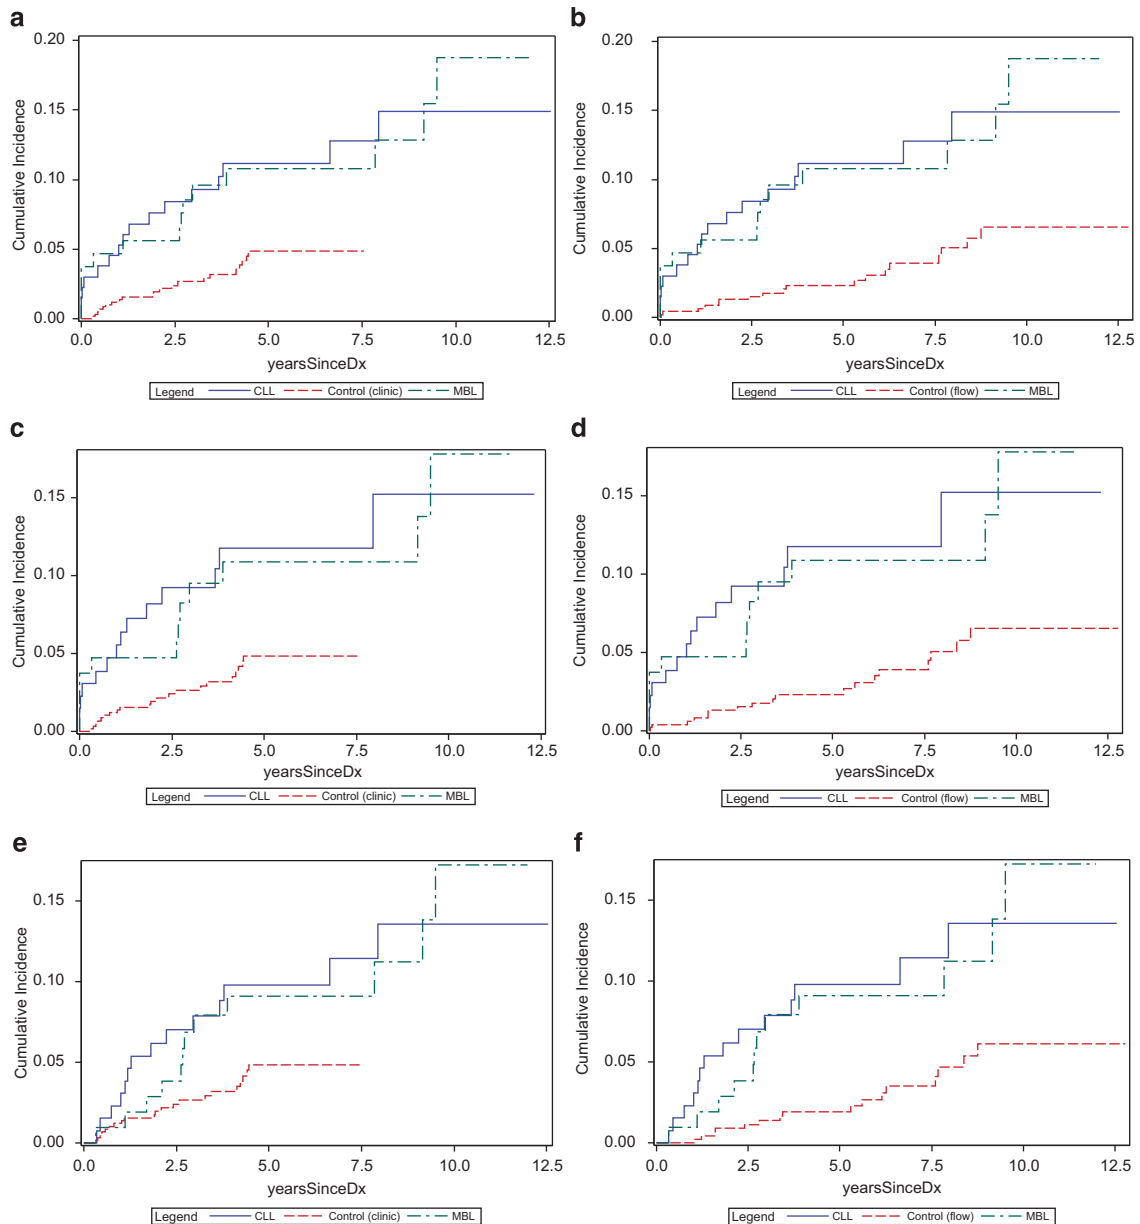 a
0.20
0.15
0.10
0.05
0.00
Cumulative Incidence
0.0 2.5 5.0 7.5 10.0 12.5
yearsSinceDx
Legend CLL Control (clinic) MBL
b
0.20
0.15
0.10
0.05
0.00
Cumulative Incidence
0.0 2.5 5.0 7.5 10.0 12.5
yearsSinceDx
Legend CLL Control (flow) MBL
c
0.15
0.10
0.05
0.00
Cumulative Incidence
0.0 2.5 5.0 7.5 10.0 12.5
yearsSinceDx
Legend CLL Control (clinic) MBL
d
0.15
0.10
0.05
0.00
Cumulative Incidence
0.0 2.5 5.0 7.5 10.0 12.5
yearsSinceDx
Legend CLL Control (flow) MBL
e
0.15
0.10
0.05
0.00
Cumulative Incidence
0.0 2.5 5.0 7.5 10.0 12.5
yearsSinceDx
Legend CLL Control (clinic) MBL
f
0.15
0.10
0.05
0.00
Cumulative Incidence
0.0 2.5 5.0 7.5 10.0 12.5
yearsSinceDx
Legend CLL Control (flow) MBL